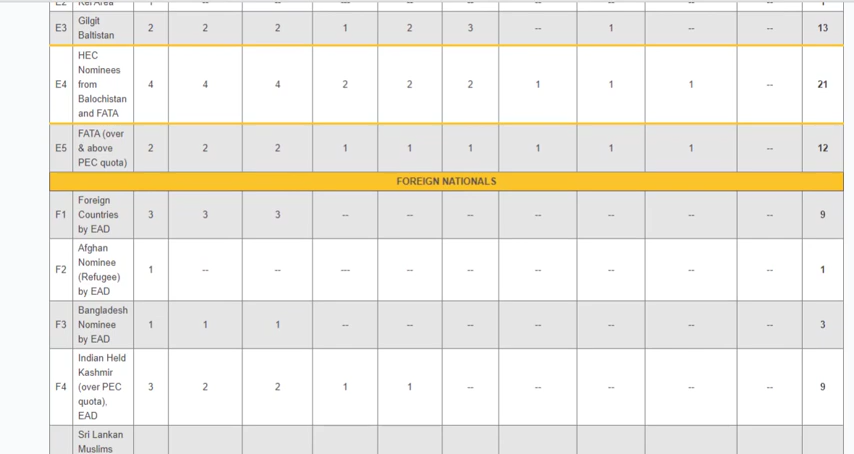 E3 Gilgit Baltistan 2 2 2 1 2 3 -- 1 -- -- 13
E4 HEC Nominees from Balochistan and FATA 4 4 4 2 2 2 1 1 1 -- 21
E5 FATA (over & above PEC quota) 2 2 2 1 1 1 1 1 1 -- 12
FOREIGN NATIONALS
F1 Foreign Countries by EAD 3 3 3 -- -- -- -- -- -- -- 9
F2 Afghan Nominee (Refugee) by EAD 1 -- -- --- -- -- -- -- -- -- 1
F3 Bangladesh Nominee by EAD 1 1 1 -- -- -- -- -- -- -- 3
F4 Indian Held Kashmir (over PEC quota), EAD 3 2 2 1 1 -- -- -- -- -- 9
Sri Lankan Muslims